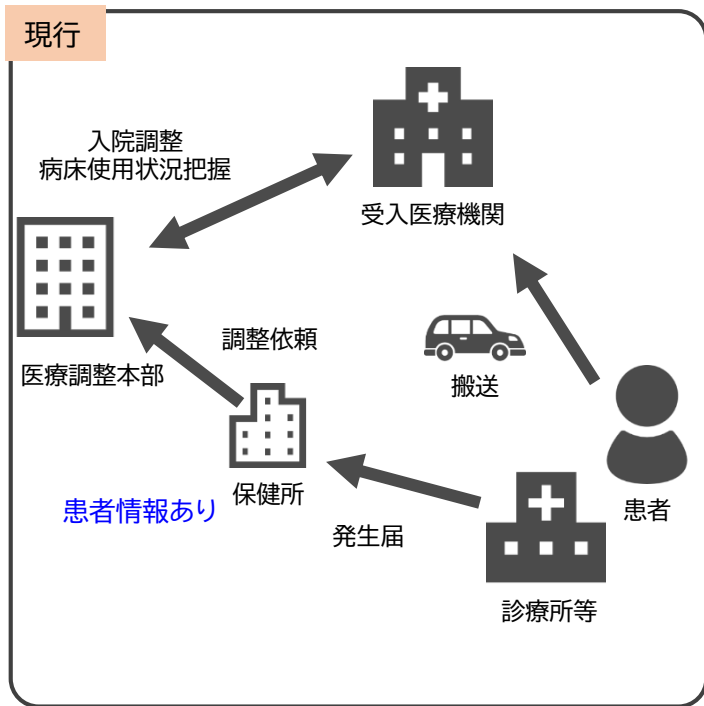 現行
入院調整
病床使用状況把握
受入医療機関
医療調整本部
調整依頼
搬送
保健所
患者情報あり
発生届
患者
診療所等